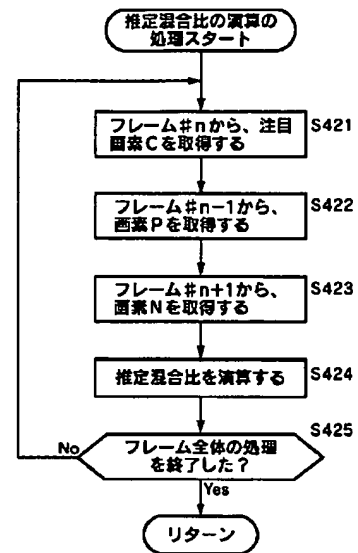 推定混合比の演算の
処理スタート
フレーム#nから、注目
画素Cを取得する
S421
フレーム#n−1から、
画素Pを取得する
S422
フレーム#n+1から、
画素Nを取得する
S423
推定混合比を演算する
S424
フレーム全体の処理
を終了した？
S425
No
Yes
リターン